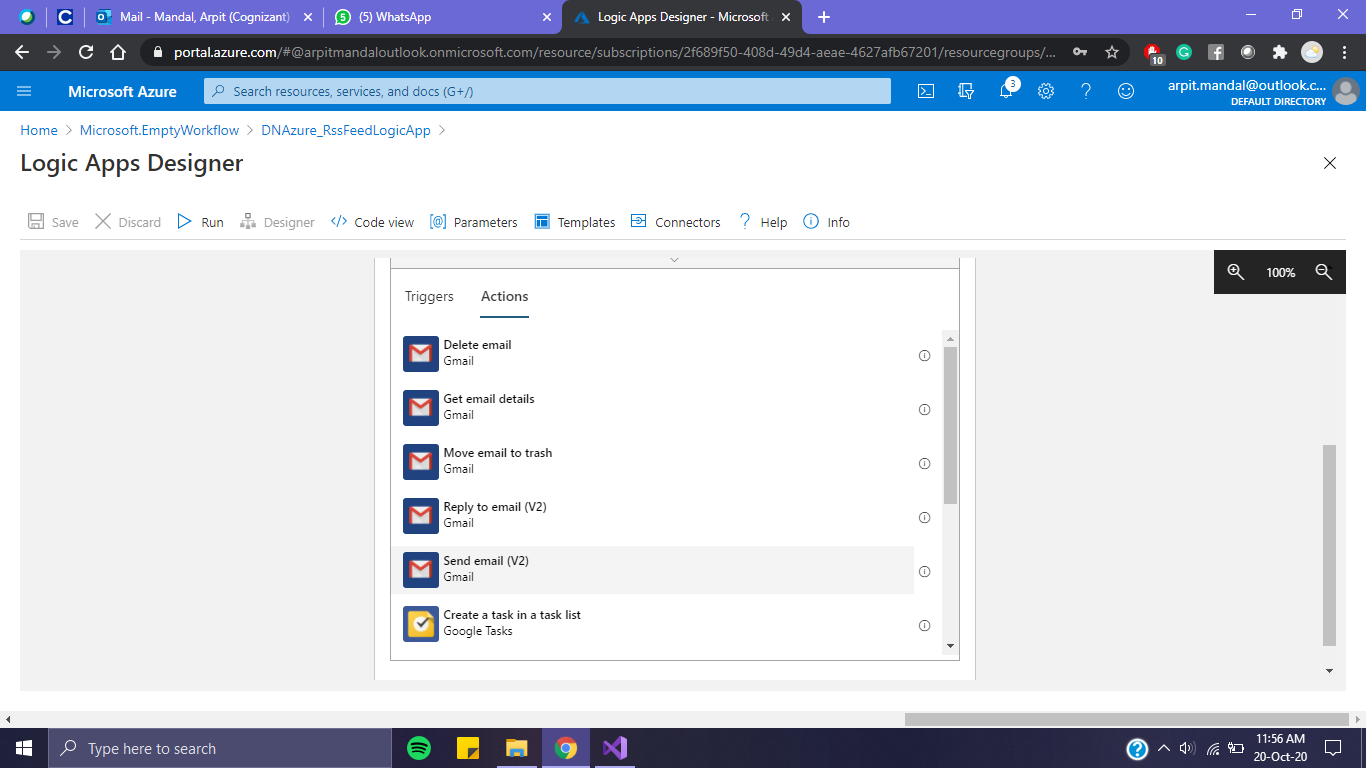 Mail - Mandal, Arpit (Cognizant)
(5) WhatsApp
Logic Apps Designer - Microsoft
portal.azure.com/#@arpitmandaloutlook.onmicrosoft.com/resource/subscriptions/2f689f50-408d-49d4-aeae-4627afb67201/resourcegroups/...
10
Microsoft Azure
Search resources, services, and docs (G+/)
3
arpit.mandal@outlook.c...
DEFAULT DIRECTORY
Home > Microsoft.EmptyWorkflow > DNAzure_RssFeedLogicApp >
Logic Apps Designer
Save Discard Run Designer Code view Parameters Templates Connectors Help Info
100%
Triggers Actions
Delete email
Gmail
Get email details
Gmail
Move email to trash
Gmail
Reply to email (V2)
Gmail
Send email (V2)
Gmail
Create a task in a task list
Google Tasks
Type here to search
11:56 AM
20-Oct-20